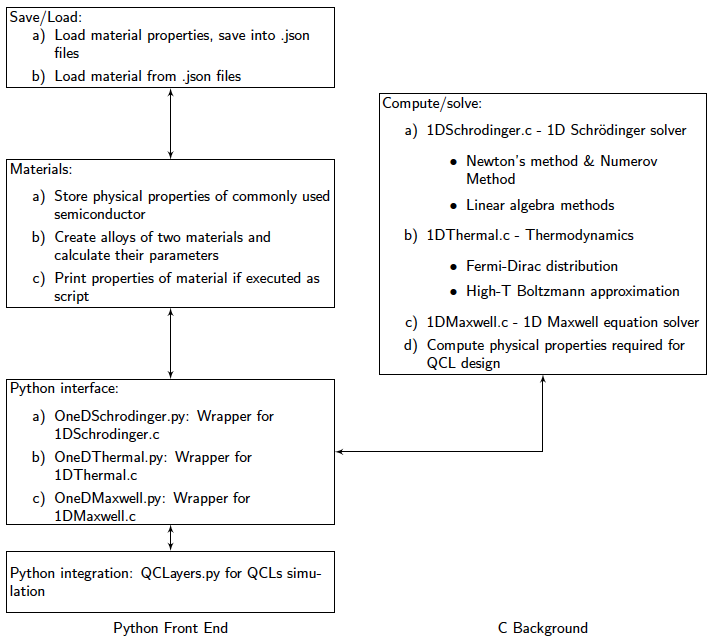 Save/Load:
a) Load material properties, save into .json
files
b) Load material from .json files
Materials:
a) Store physical properties of commonly used
semiconductor
b) Create alloys of two materials and
calculate their parameters
c) Print properties of material if executed as
script
Python interface:
a) OneDSchrodinger.py: Wrapper for
1DSchrodinger.c
b) OneDThermal.py: Wrapper for
1DThermal.c
c) OneDMaxwell.py: Wrapper for
1DMaxwell.c
Python integration: QCLayers.py for QCLs simu-
lation
Python Front End
Compute/solve:
a) 1DSchrodinger.c - 1D Schrödinger solver
• Newton's method & Numerov
Method
• Linear algebra methods
b) 1DThermal.c - Thermodynamics
• Fermi-Dirac distribution
• High-T Boltzmann approximation
c) 1DMaxwell.c - 1D Maxwell equation solver
d) Compute physical properties required for
QCL design
C Background